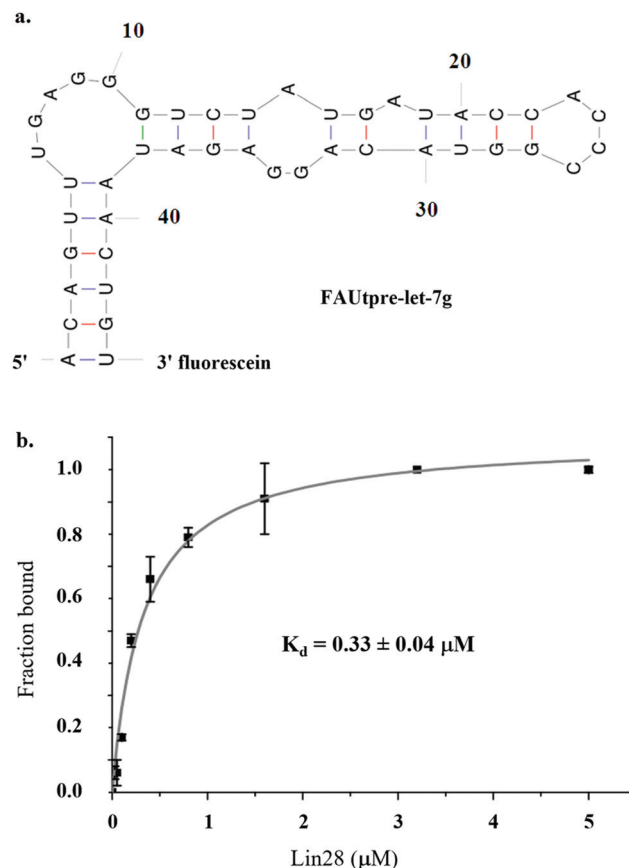 a.
10
20
ACAGUUUGAGGGUCUAUGAUACCACCCGGUACAGGAGAUAACUGU
30
40
FAUtpre-let-7g
5'
3' fluorescein
b.
1.0
0.8
0.6
0.4
0.2
0.0
Fraction bound
K_d = 0.33 ± 0.04 μM
0
1
2
3
4
5
Lin28 (μM)